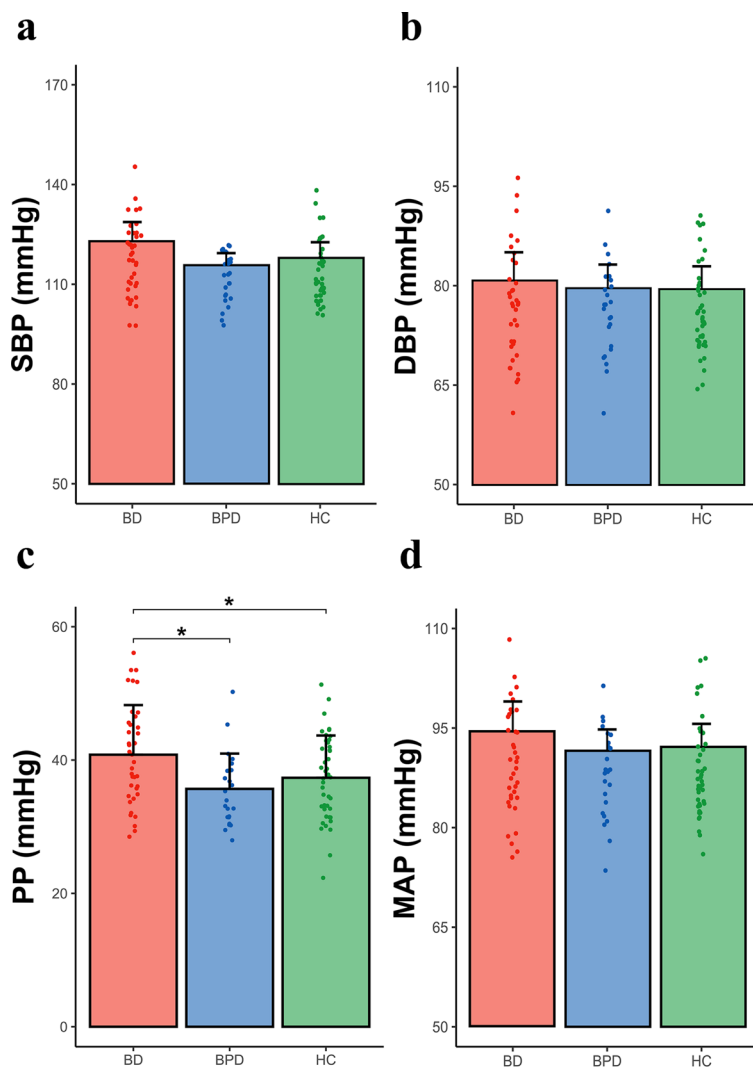 a
SBP (mmHg)
170
140
110
80
50
BD BPD HC
b
DBP (mmHg)
110
95
80
65
50
BD BPD HC
c
PP (mmHg)
60
40
20
0
* *
BD BPD HC
d
MAP (mmHg)
110
95
80
65
50
BD BPD HC